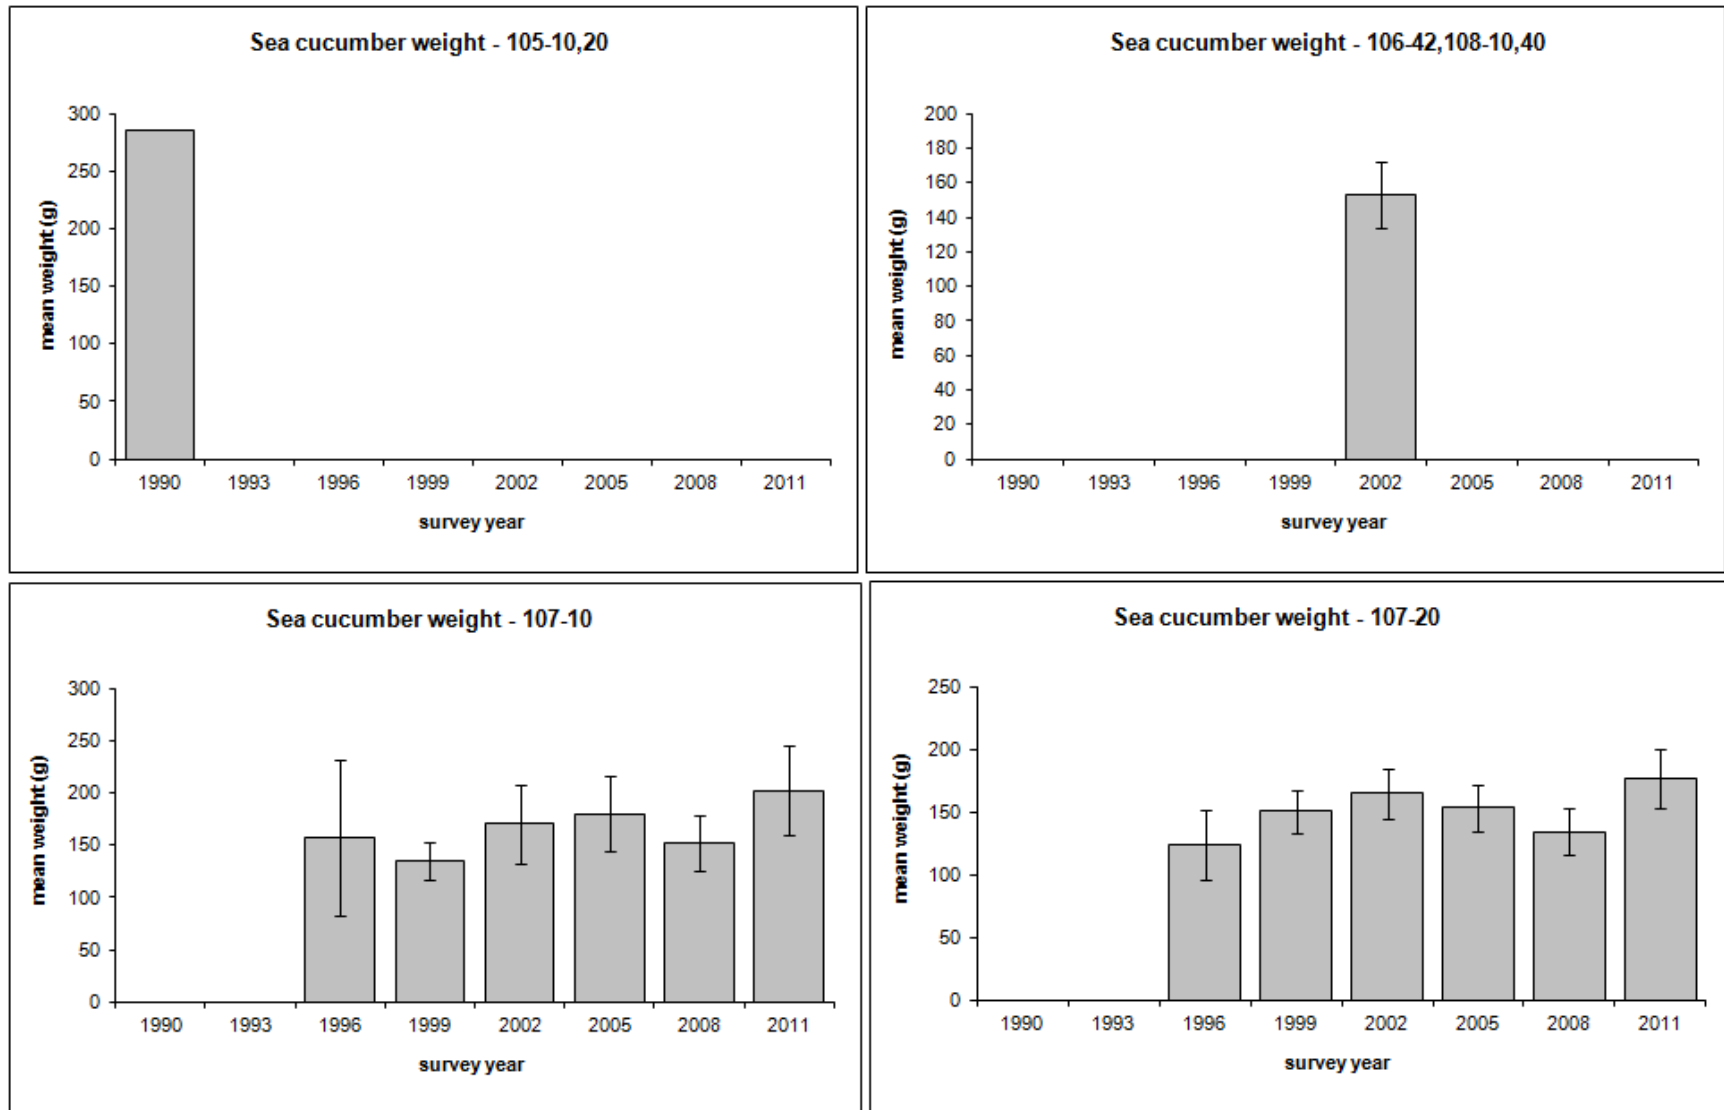 Sea cucumber weight - 105-10,20
300
250
200
150
100
50
0
mean weight (g)
1990 1993 1996 1999 2002 2005 2008 2011
survey year
Sea cucumber weight - 106-42,108-10,40
200
180
160
140
120
100
80
60
40
20
0
mean weight (g)
1990 1993 1996 1999 2002 2005 2008 2011
survey year
Sea cucumber weight - 107-10
300
250
200
150
100
50
0
mean weight (g)
1990 1993 1996 1999 2002 2005 2008 2011
survey year
Sea cucumber weight - 107-20
250
200
150
100
50
0
mean weight (g)
1990 1993 1996 1999 2002 2005 2008 2011
survey year